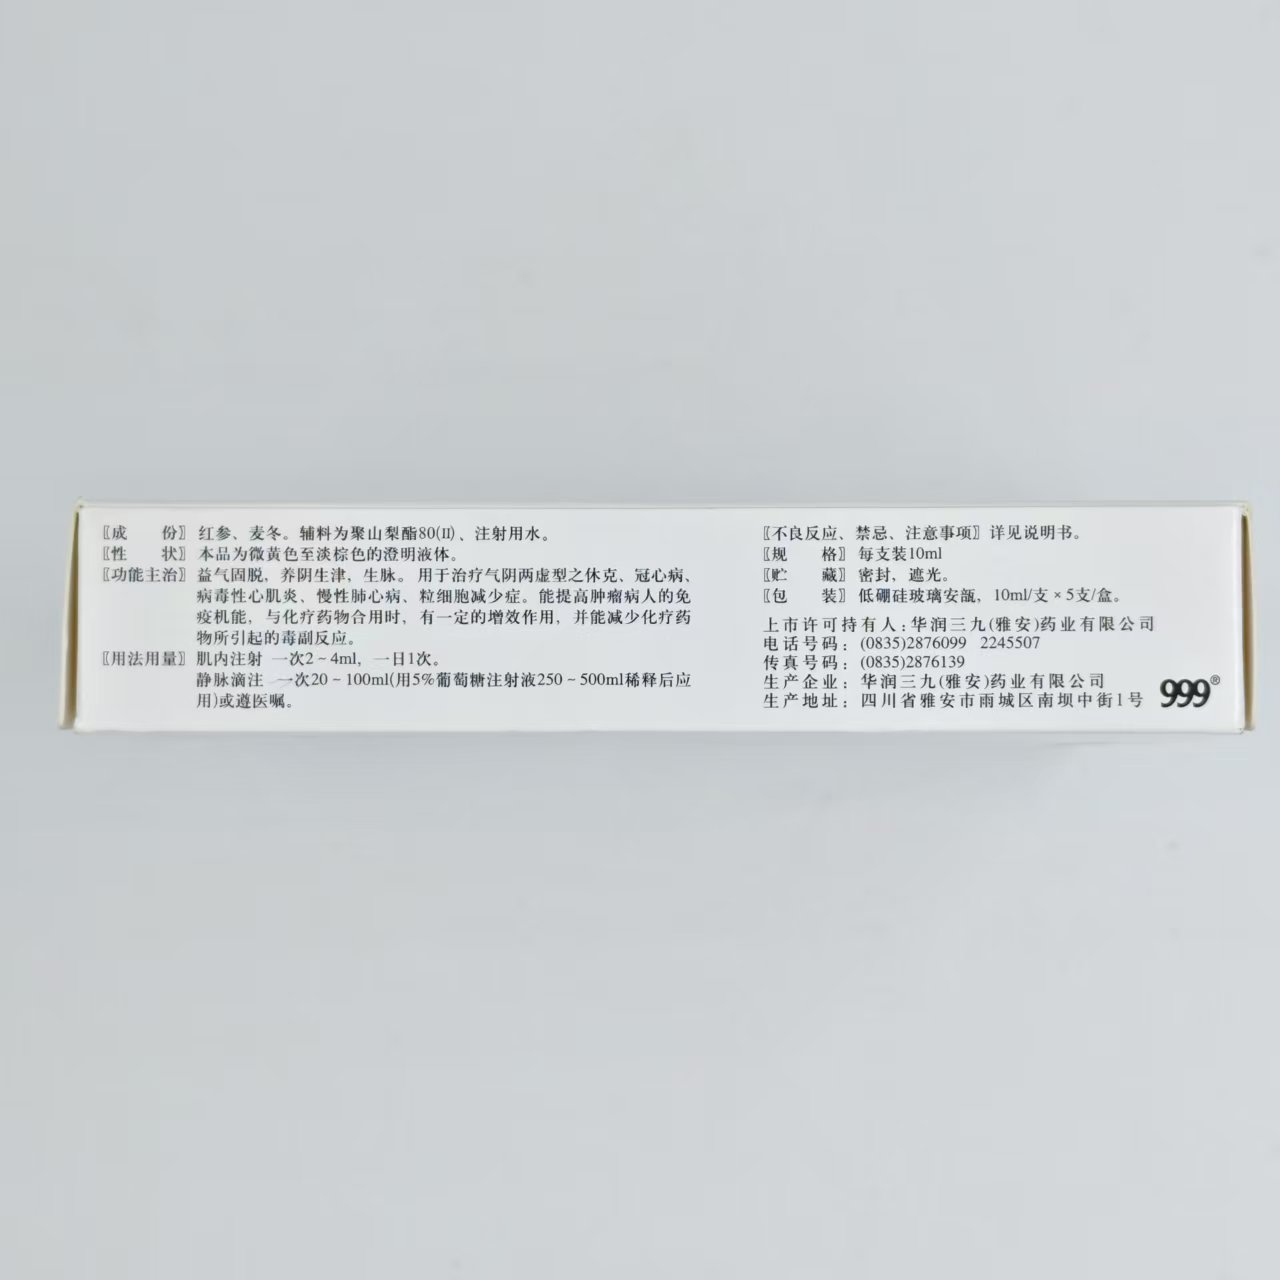 〖成　　份〗 红参、麦冬。辅料为聚山梨酯80(II)、注射用水。
〖性　　状〗 本品为微黄色至淡棕色的澄明液体。
〖功能主治〗 益气固脱，养阴生津，生脉。用于治疗气阴两虚型之休克、冠心病、
病毒性心肌炎、慢性肺心病、粒细胞减少症。能提高肿瘤病人的免
疫机能，与化疗药物合用时，有一定的增效作用，并能减少化疗药
物所引起的毒副反应。
〖用法用量〗 肌内注射 一次2～4ml，一日1次。
静脉滴注 一次20～100ml(用5%葡萄糖注射液250～500ml稀释后应
用)或遵医嘱。
〖不良反应、禁忌、注意事项〗详见说明书。
〖规　　格〗 每支装10ml
〖贮　　藏〗 密封，遮光。
〖包　　装〗 低硼硅玻璃安瓿，10ml/支×5支/盒。
上市许可持有人：华润三九(雅安)药业有限公司
电话号码：(0835)2876099 2245507
传真号码：(0835)2876139
生产企业：华润三九(雅安)药业有限公司
生产地址：四川省雅安市雨城区南坝中街1号
999®